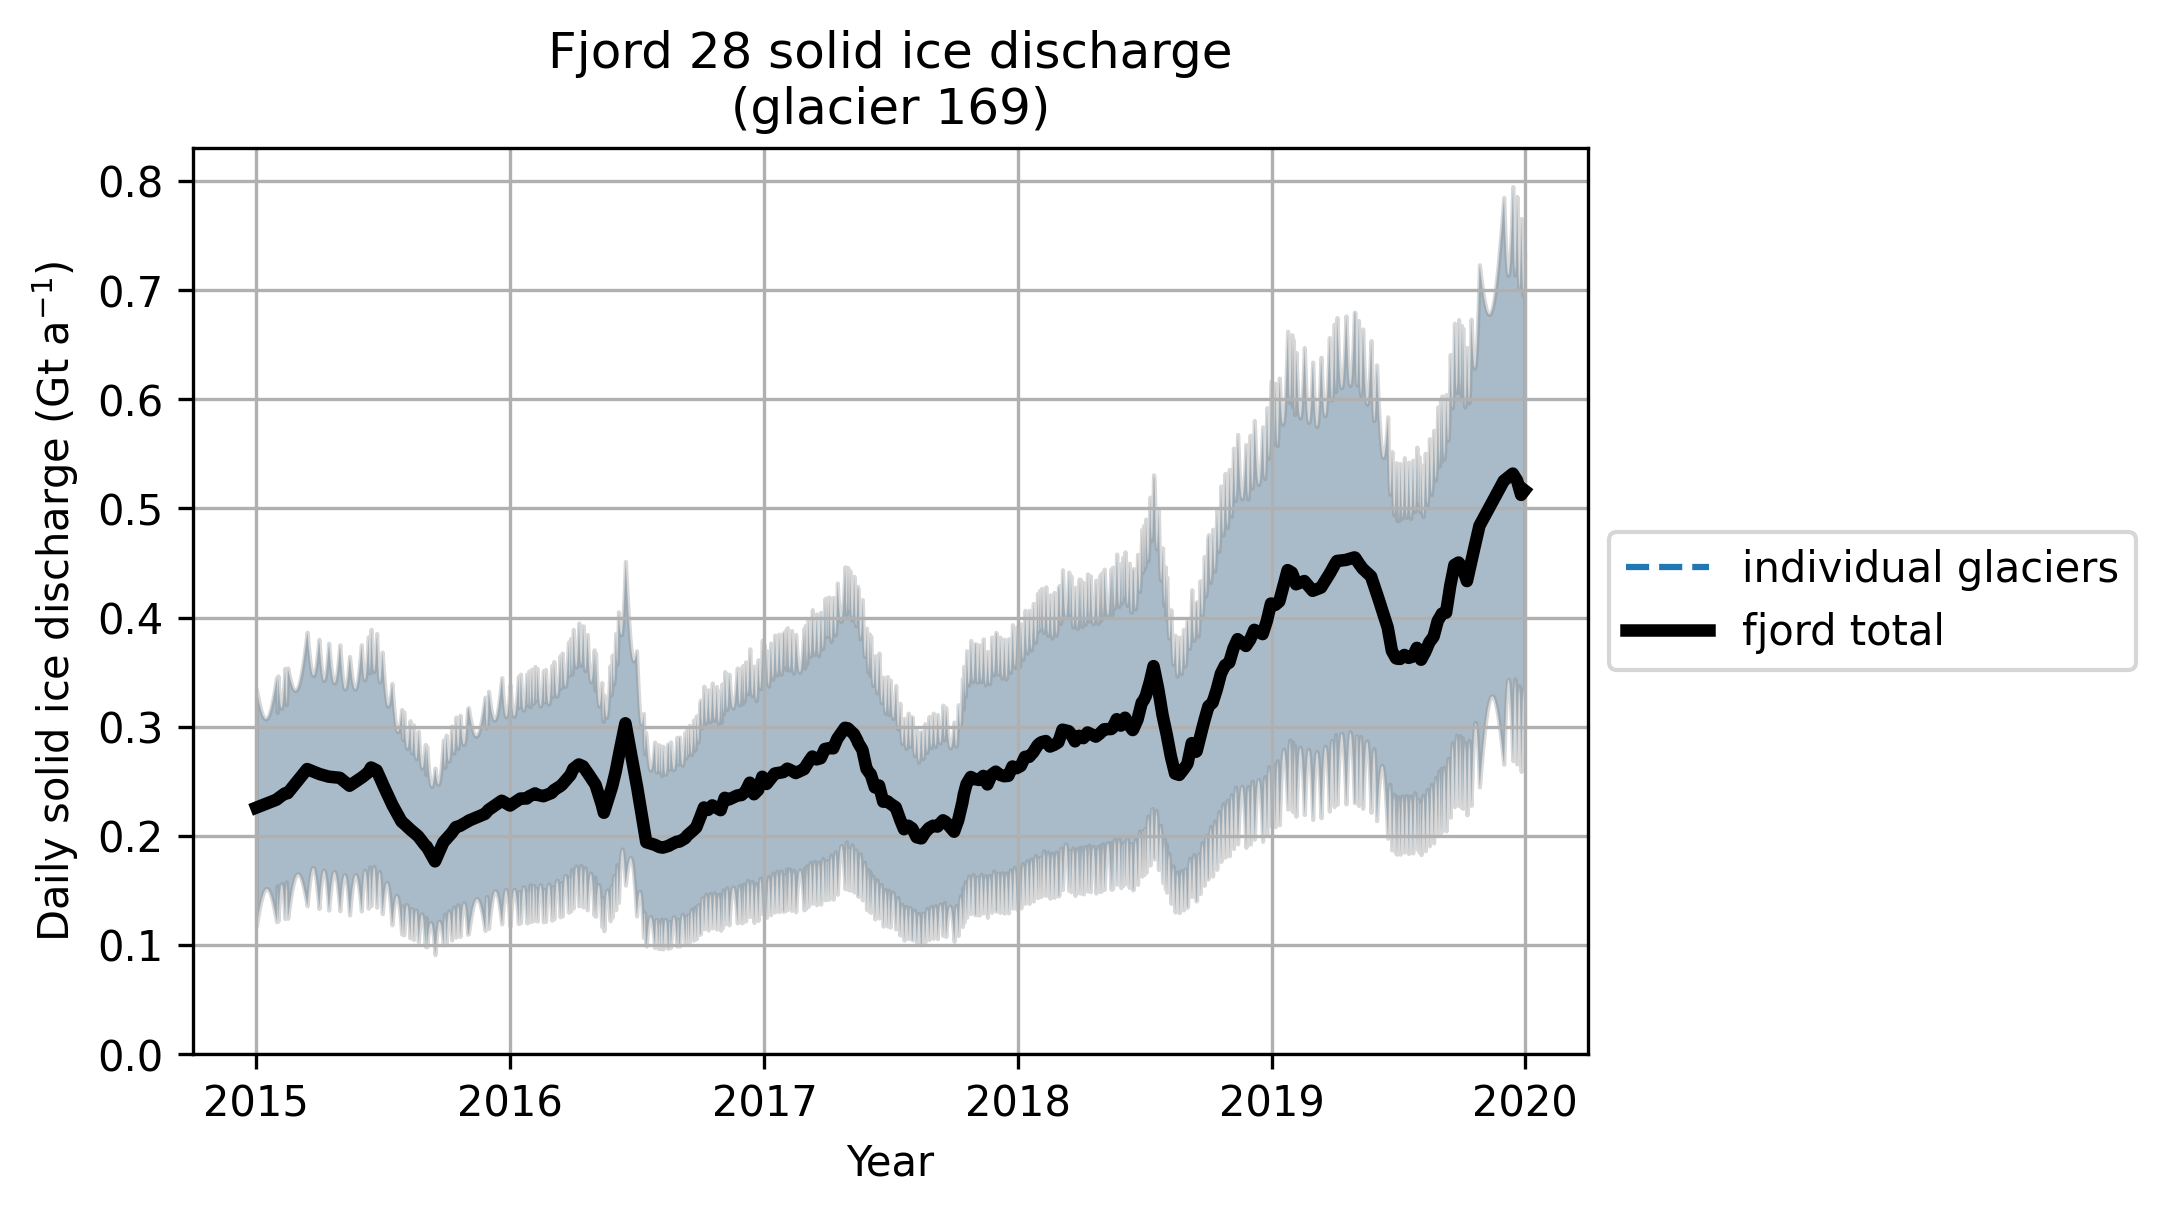 Fjord 28 solid ice discharge
(glacier 169)
Daily solid ice discharge (Gt a⁻¹)
0.8
0.7
0.6
0.5
0.4
0.3
0.2
0.1
0.0
2015 2016 2017 2018 2019 2020
Year
individual glaciers
fjord total